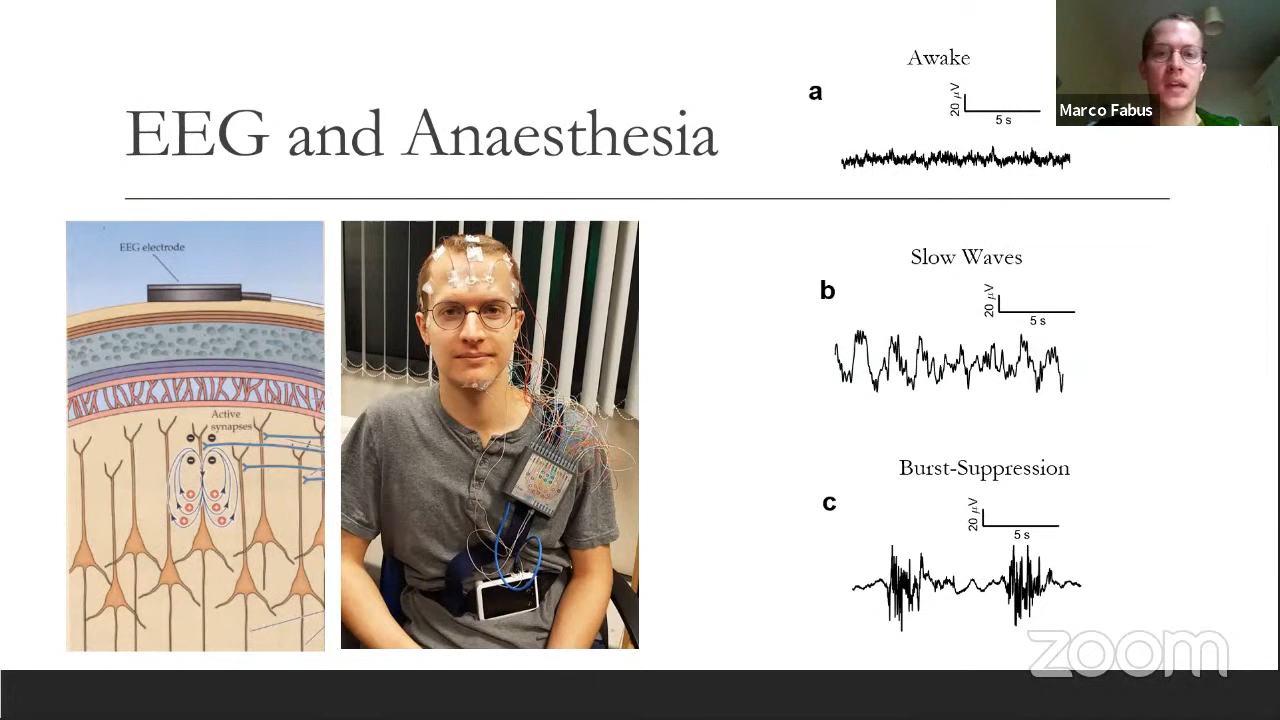 EEG and Anaesthesia
EEG electrode
Active
synapses
Awake
a
20 μV
5 s
Slow Waves
b
20 μV
5 s
Burst-Suppression
c
20 μV
5 s
Marco Fabus
zoom